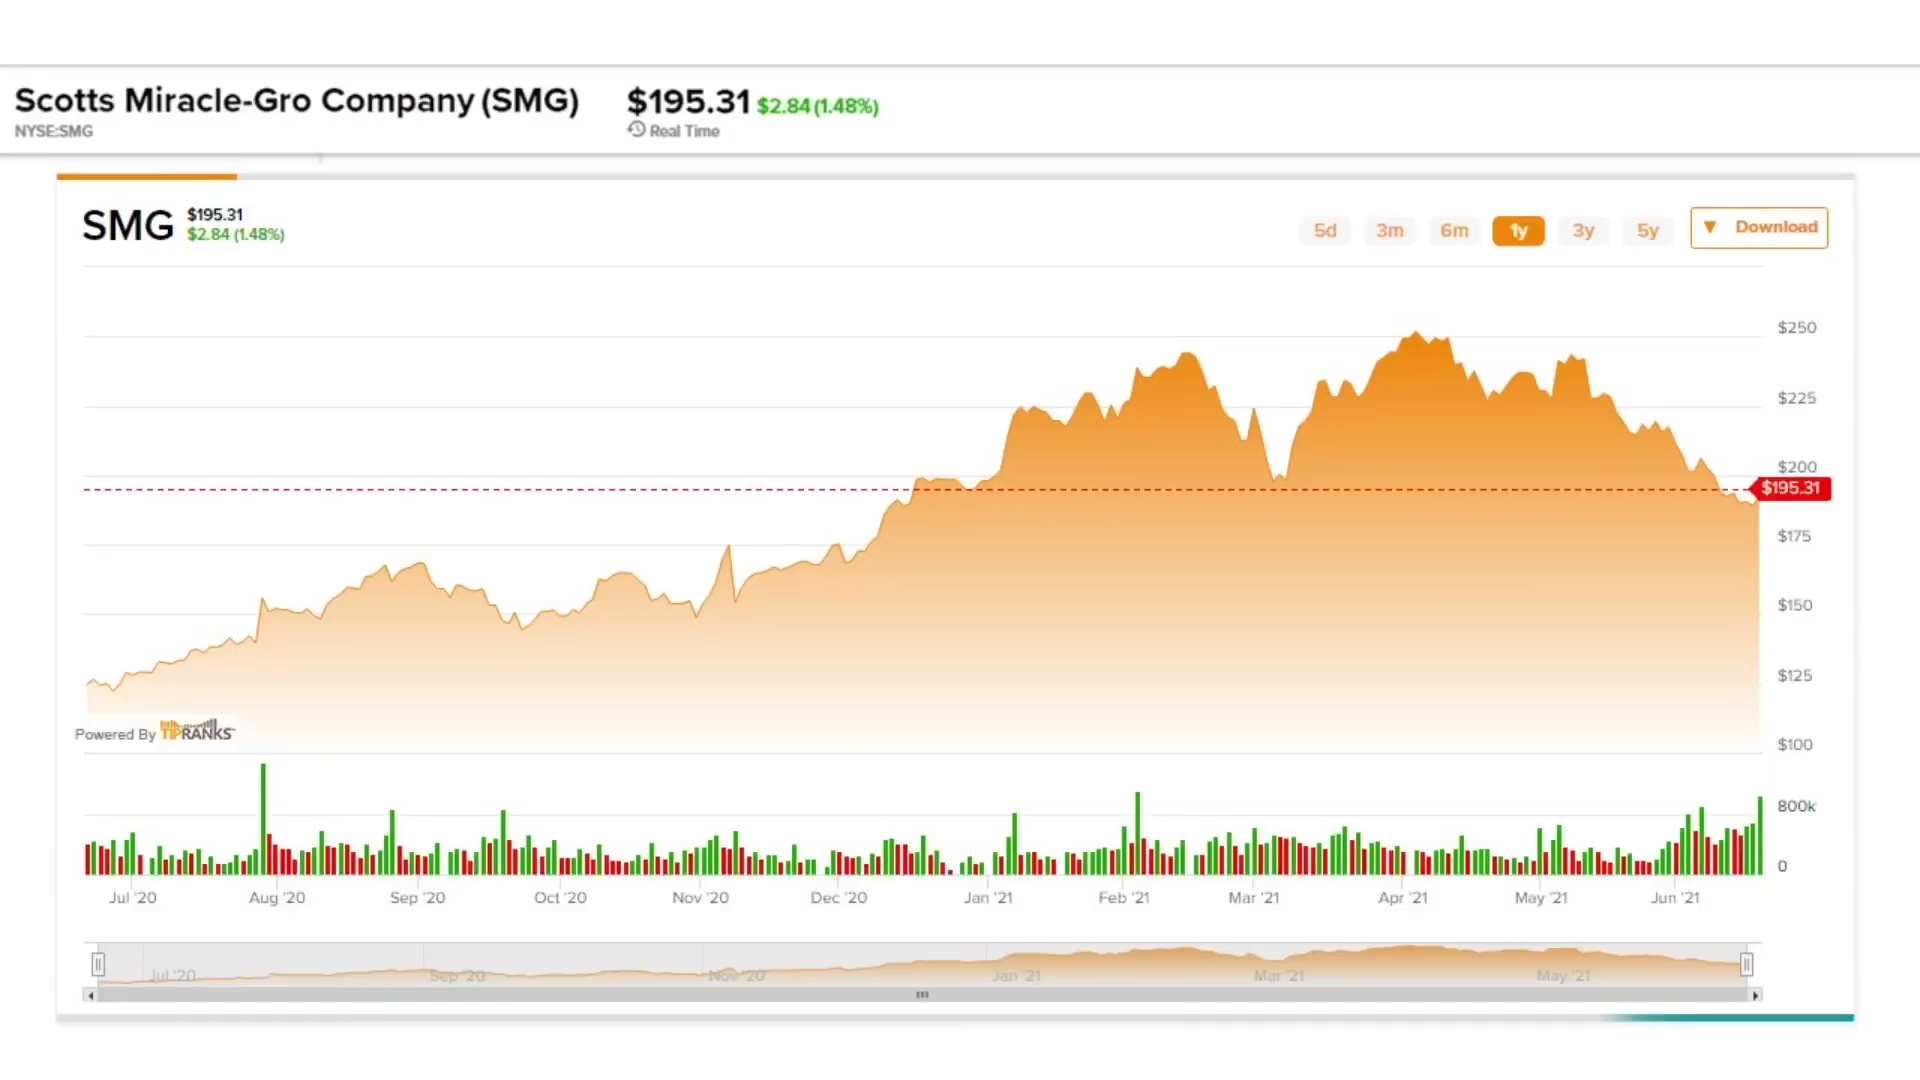 Scotts Miracle-Gro Company (SMG)
$195.31 $2.84 (1.48%)
NYSE:SMG
Real Time
SMG
$195.31
$2.84 (1.48%)
5d 3m 6m 1y 3y 5y
▼ Download
$250
$225
$200
$195.31
$175
$150
$125
$100
Powered By TIPRANKS
800k
0
Jul '20 Aug '20 Sep '20 Oct '20 Nov '20 Dec '20 Jan '21 Feb '21 Mar '21 Apr '21 May '21 Jun '21
Jul '20 Sep '20 Nov '20 Jan '21 Mar '21 May '21